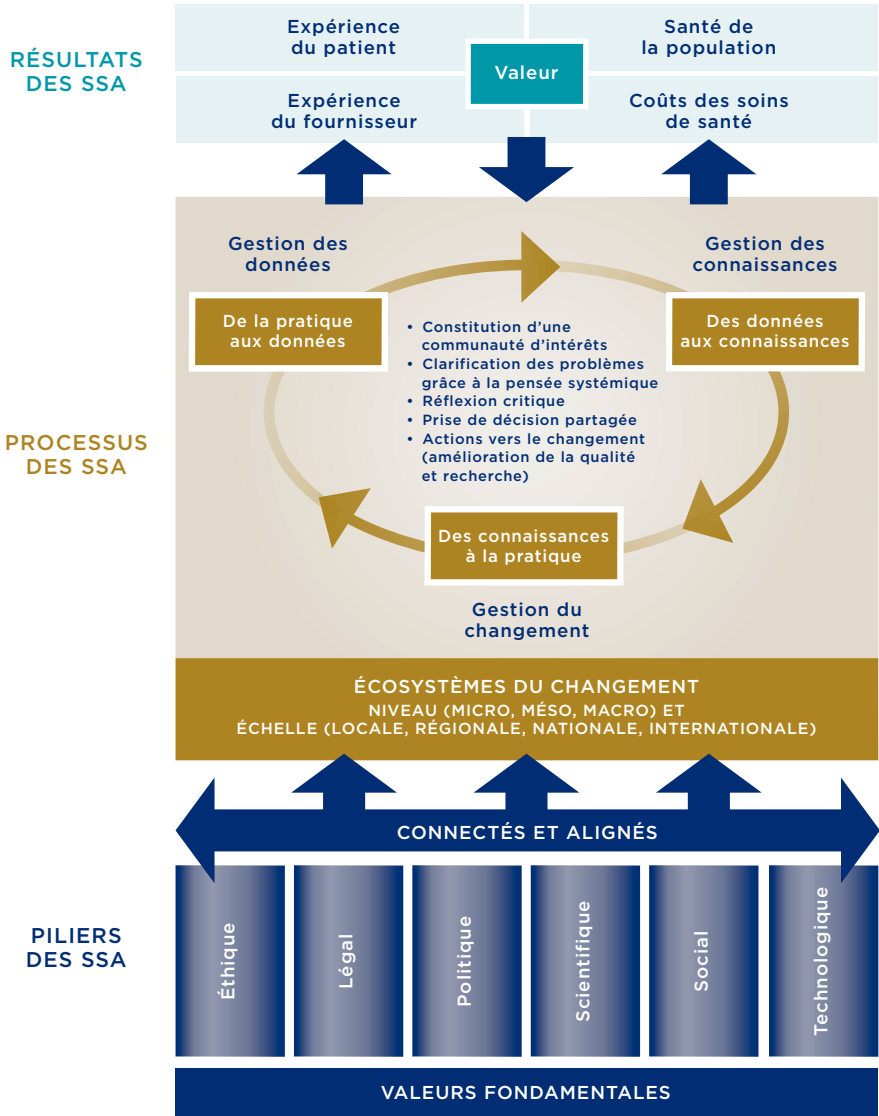 RÉSULTATS
DES SSA
Expérience
du patient
Santé de
la population
Valeur
Expérience
du fournisseur
Coûts des soins
de santé
PROCESSUS
DES SSA
Gestion des
données
Gestion des
connaissances
De la pratique
aux données
Des données
aux connaissances
• Constitution d'une
communauté d'intérêts
• Clarification des problèmes
grâce à la pensée systémique
• Réflexion critique
• Prise de décision partagée
• Actions vers le changement
(amélioration de la qualité
et recherche)
Des connaissances
à la pratique
Gestion du
changement
ÉCOSYSTÈMES DU CHANGEMENT
NIVEAU (MICRO, MÉSO, MACRO) ET
ÉCHELLE (LOCALE, RÉGIONALE, NATIONALE, INTERNATIONALE)
CONNECTÉS ET ALIGNÉS
PILIERS
DES SSA
Éthique
Légal
Politique
Scientifique
Social
Technologique
VALEURS FONDAMENTALES